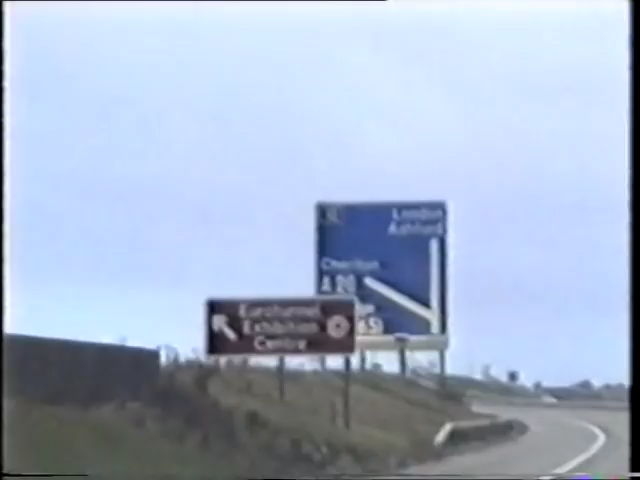 London
Ashford
Cheriton
A 20
Eurotunnel
Exhibition
Centre